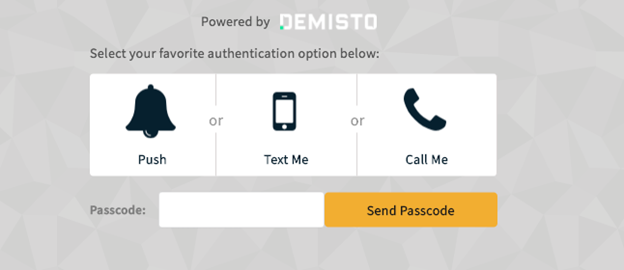 Powered by DEMISTO
Select your favorite authentication option below:
or or
Push Text Me Call Me
Passcode: Send Passcode